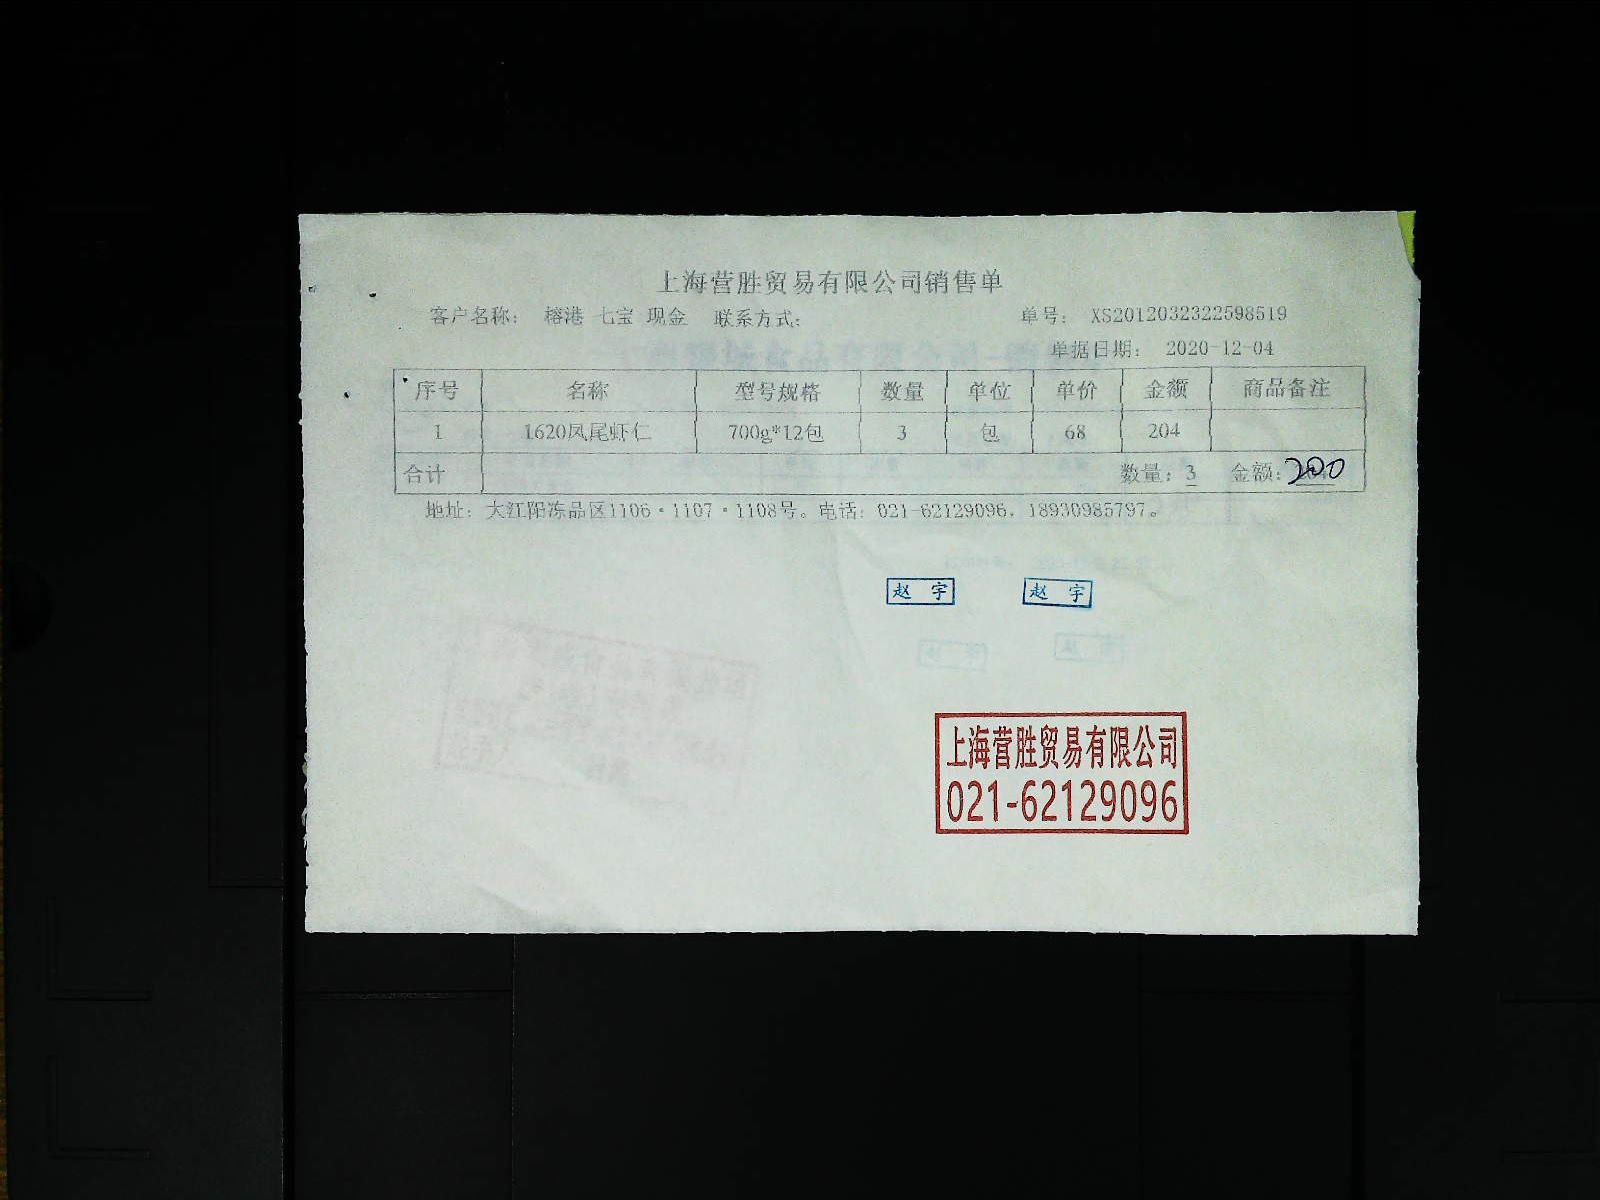 上海营胜贸易有限公司销售单
客户名称： 榕港 七宝 现金 联系方式： 单号： XS2012032322598519
单据日期： 2020-12-04
序号 名称 型号规格 数量 单位 单价 金额 商品备注
1 1620凤尾虾仁 700g*12包 3 包 68 204
合计 数量：3 金额：200
地址：大江阳冻品区1106·1107·1108号。电话：021-62129096，18930985797。
赵 宇 赵 宇
上海营胜贸易有限公司
021-62129096